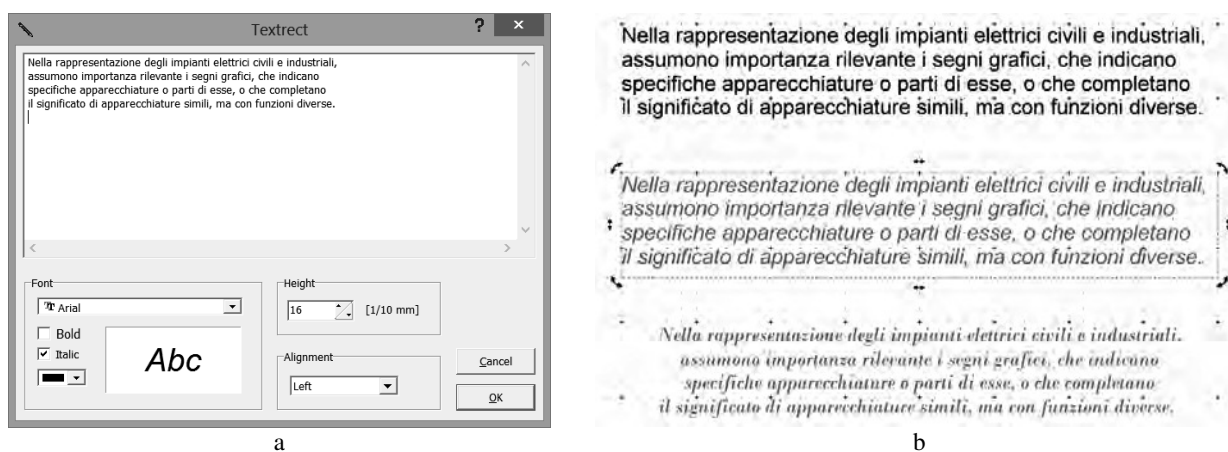 Textrect
?
×
Nella rappresentazione degli impianti elettrici civili e industriali,
assumono importanza rilevante i segni grafici, che indicano
specifiche apparecchiature o parti di esse, o che completano
il significato di apparecchiature simili, ma con funzioni diverse.
Font
Arial
Bold
Italic
Abc
Height
16 [1/10 mm]
Alignment
Left
Cancel
OK
a
Nella rappresentazione degli impianti elettrici civili e industriali,
assumono importanza rilevante i segni grafici, che indicano
specifiche apparecchiature o parti di esse, o che completano
il significato di apparecchiature simili, ma con funzioni diverse.
Nella rappresentazione degli impianti elettrici civili e industriali,
assumono importanza rilevante i segni grafici, che indicano
specifiche apparecchiature o parti di esse, o che completano
il significato di apparecchiature simili, ma con funzioni diverse.
Nella rappresentazione degli impianti elettrici civili e industriali,
assumono importanza rilevante i segni grafici, che indicano
specifiche apparecchiature o parti di esse, o che completano
il significato di apparecchiature simili, ma con funzioni diverse.
b